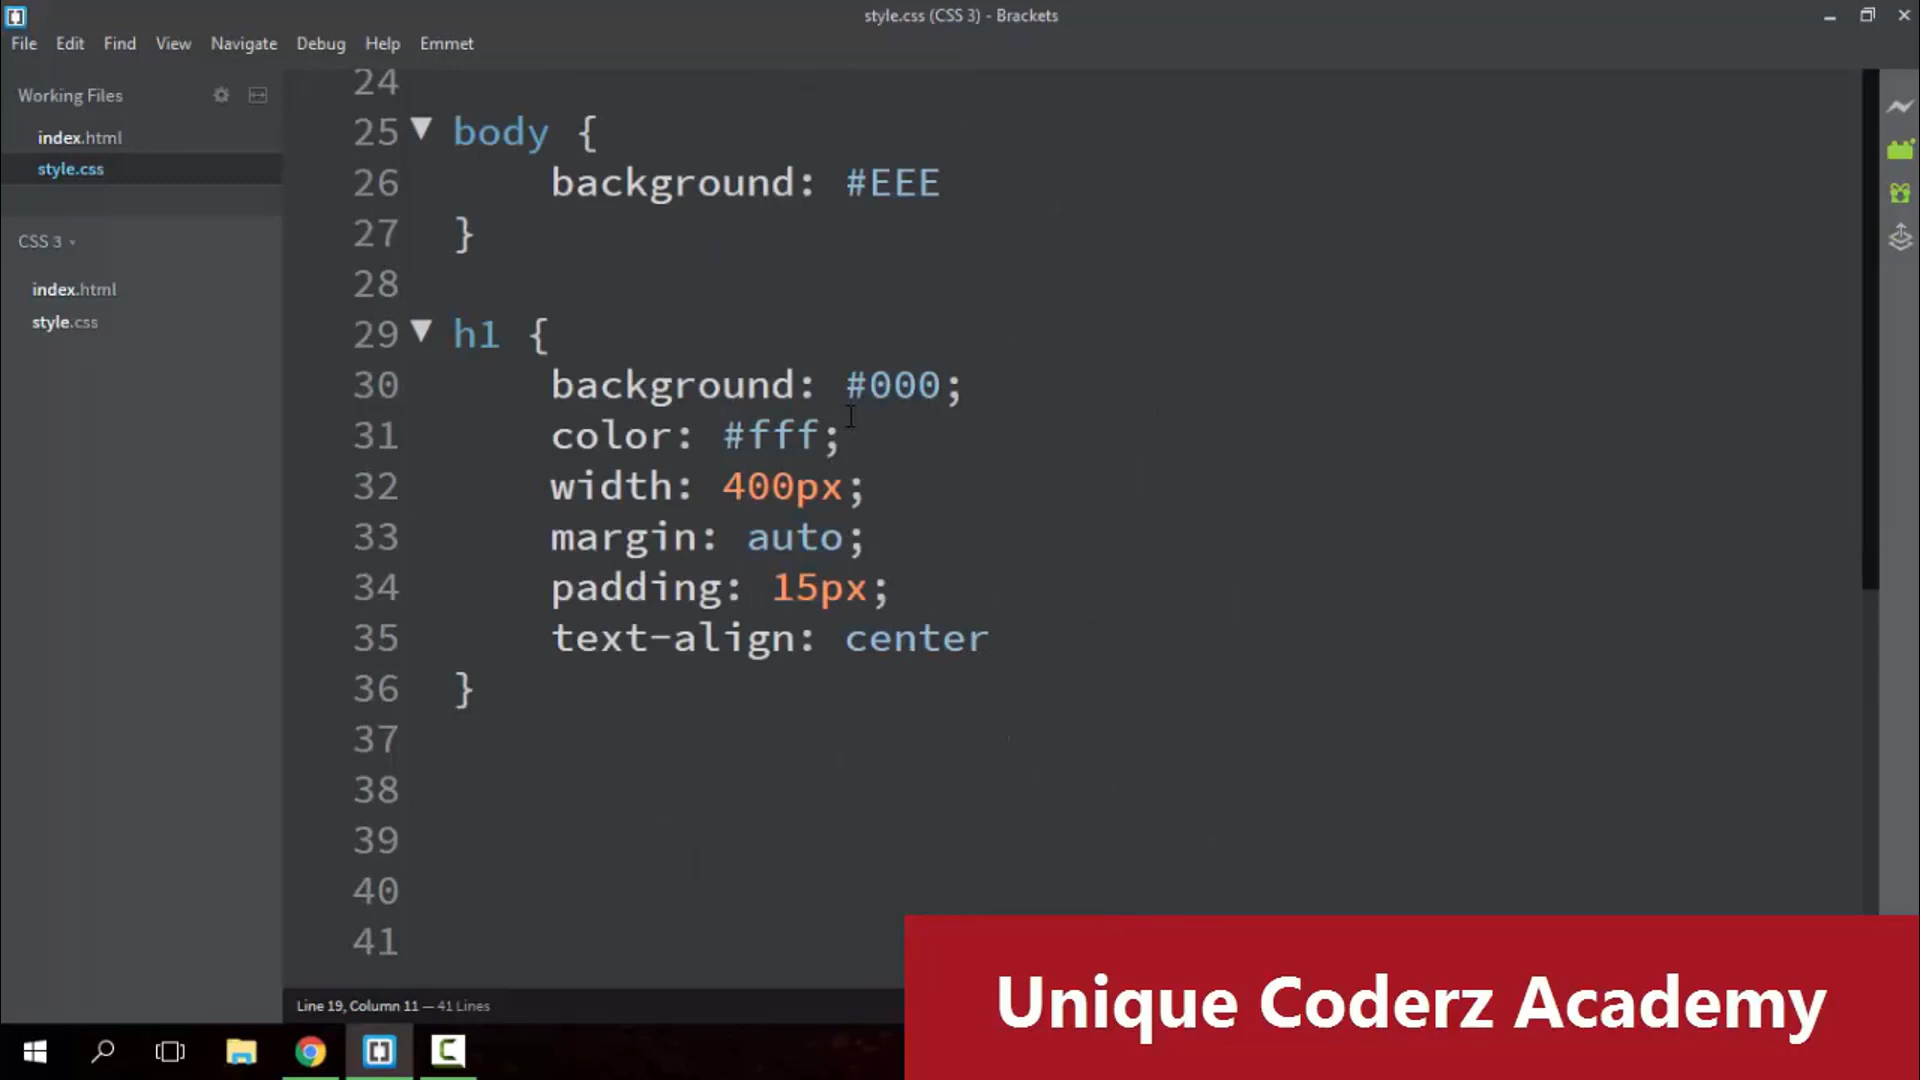 style.css (CSS 3) - Brackets
File Edit Find View Navigate Debug Help Emmet
Working Files
index.html
style.css
CSS 3
index.html
style.css
24
25 body {
26 background: #EEE
27 }
28
29 h1 {
30 background: #000;
31 color: #fff;
32 width: 400px;
33 margin: auto;
34 padding: 15px;
35 text-align: center
36 }
37
38
39
40
41
Line 19, Column 11 — 41 Lines
Unique Coderz Academy